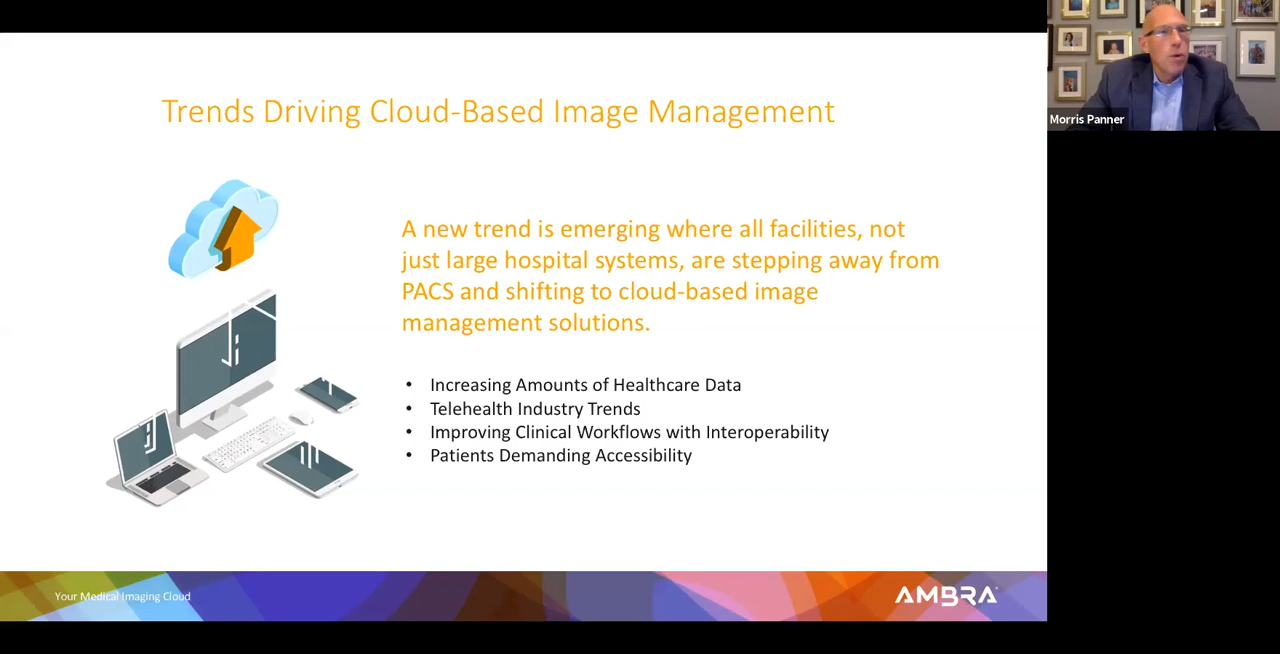 Trends Driving Cloud-Based Image Management
A new trend is emerging where all facilities, not
just large hospital systems, are stepping away from
PACS and shifting to cloud-based image
management solutions.
• Increasing Amounts of Healthcare Data
• Telehealth Industry Trends
• Improving Clinical Workflows with Interoperability
• Patients Demanding Accessibility
Your Medical Imaging Cloud
AMBRA
Morris Panner